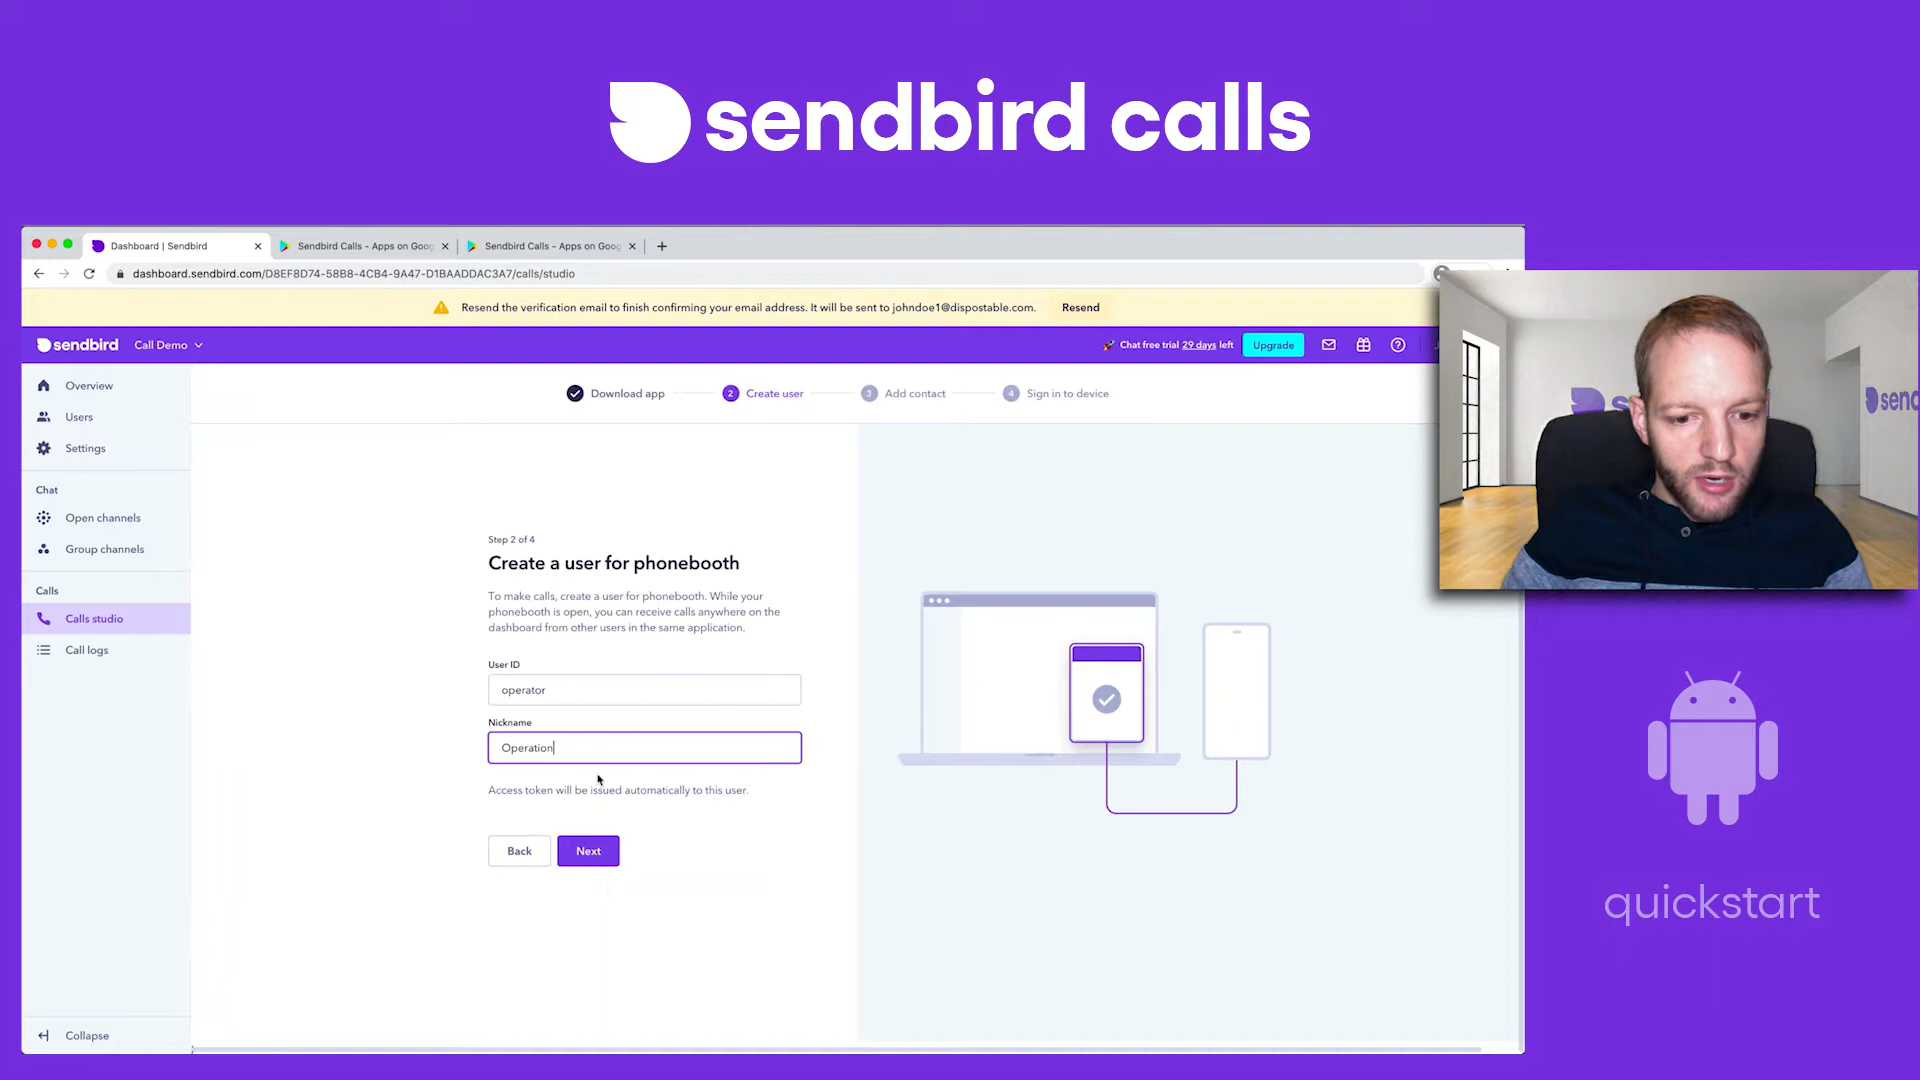 sendbird calls
Dashboard | Sendbird
Sendbird Calls - Apps on Goog
Sendbird Calls - Apps on Goog
dashboard.sendbird.com/D8EF8D74-58B8-4CB4-9A47-D1BAADDAC3A7/calls/studio
Resend the verification email to finish confirming your email address. It will be sent to johndoe1@dispostable.com. Resend
sendbird Call Demo
Chat free trial 29 days left Upgrade
Overview
Users
Settings
Chat
Open channels
Group channels
Calls
Calls studio
Call logs
Collapse
Download app
2 Create user
3 Add contact
4 Sign in to device
Step 2 of 4
Create a user for phonebooth
To make calls, create a user for phonebooth. While your
phonebooth is open, you can receive calls anywhere on the
dashboard from other users in the same application.
User ID
operator
Nickname
Operation
Access token will be issued automatically to this user.
Back Next
send
quickstart